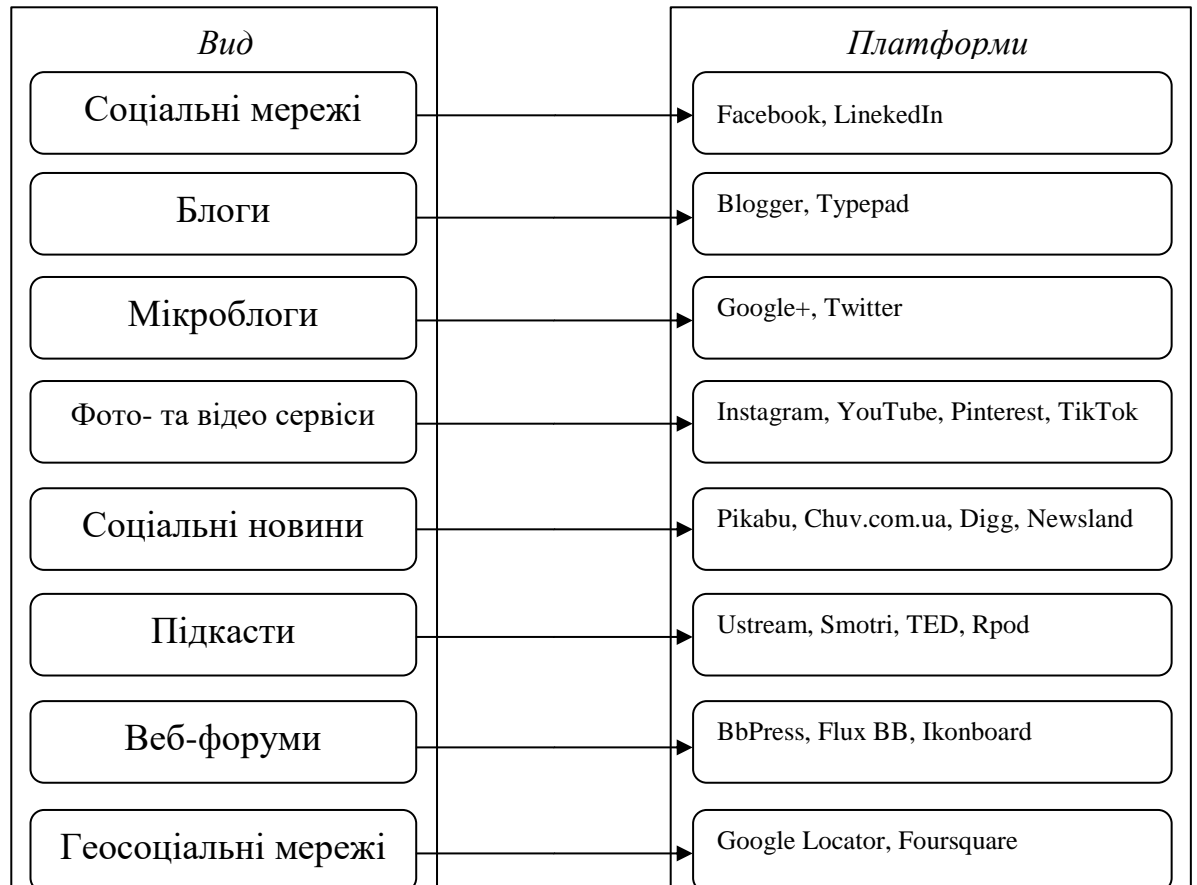 Вид
Платформи
Соціальні мережі
Facebook, LinekedIn
Блоги
Blogger, Typepad
Мікроблоги
Google+, Twitter
Фото- та відео сервіси
Instagram, YouTube, Pinterest, TikTok
Соціальні новини
Pikabu, Chuv.com.ua, Digg, Newsland
Підкасти
Ustream, Smotri, TED, Rpod
Веб-форуми
BbPress, Flux BB, Ikonboard
Геосоціальні мережі
Google Locator, Foursquare